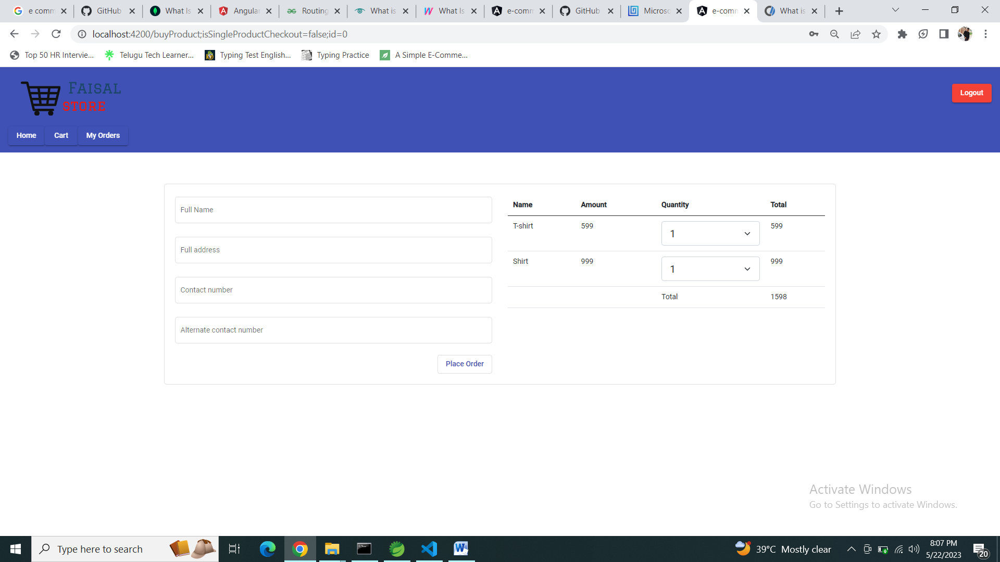 e comm GitHub What Is Angular Routing What is What Is e-comm GitHub Microsc e-comm What is
localhost:4200/buyProduct;isSingleProductCheckout=false;id=0
Top 50 HR Intervie... Telugu Tech Learner... Typing Test English... Typing Practice A Simple E-Comme...
Faisal
STORE
Logout
Home Cart My Orders
Full Name
Full address
Contact number
Alternate contact number
Place Order
Name Amount Quantity Total
T-shirt 599 1 599
Shirt 999 1 999
Total 1598
Activate Windows
Go to Settings to activate Windows.
Type here to search
39°C Mostly clear
8:07 PM
5/22/2023
20